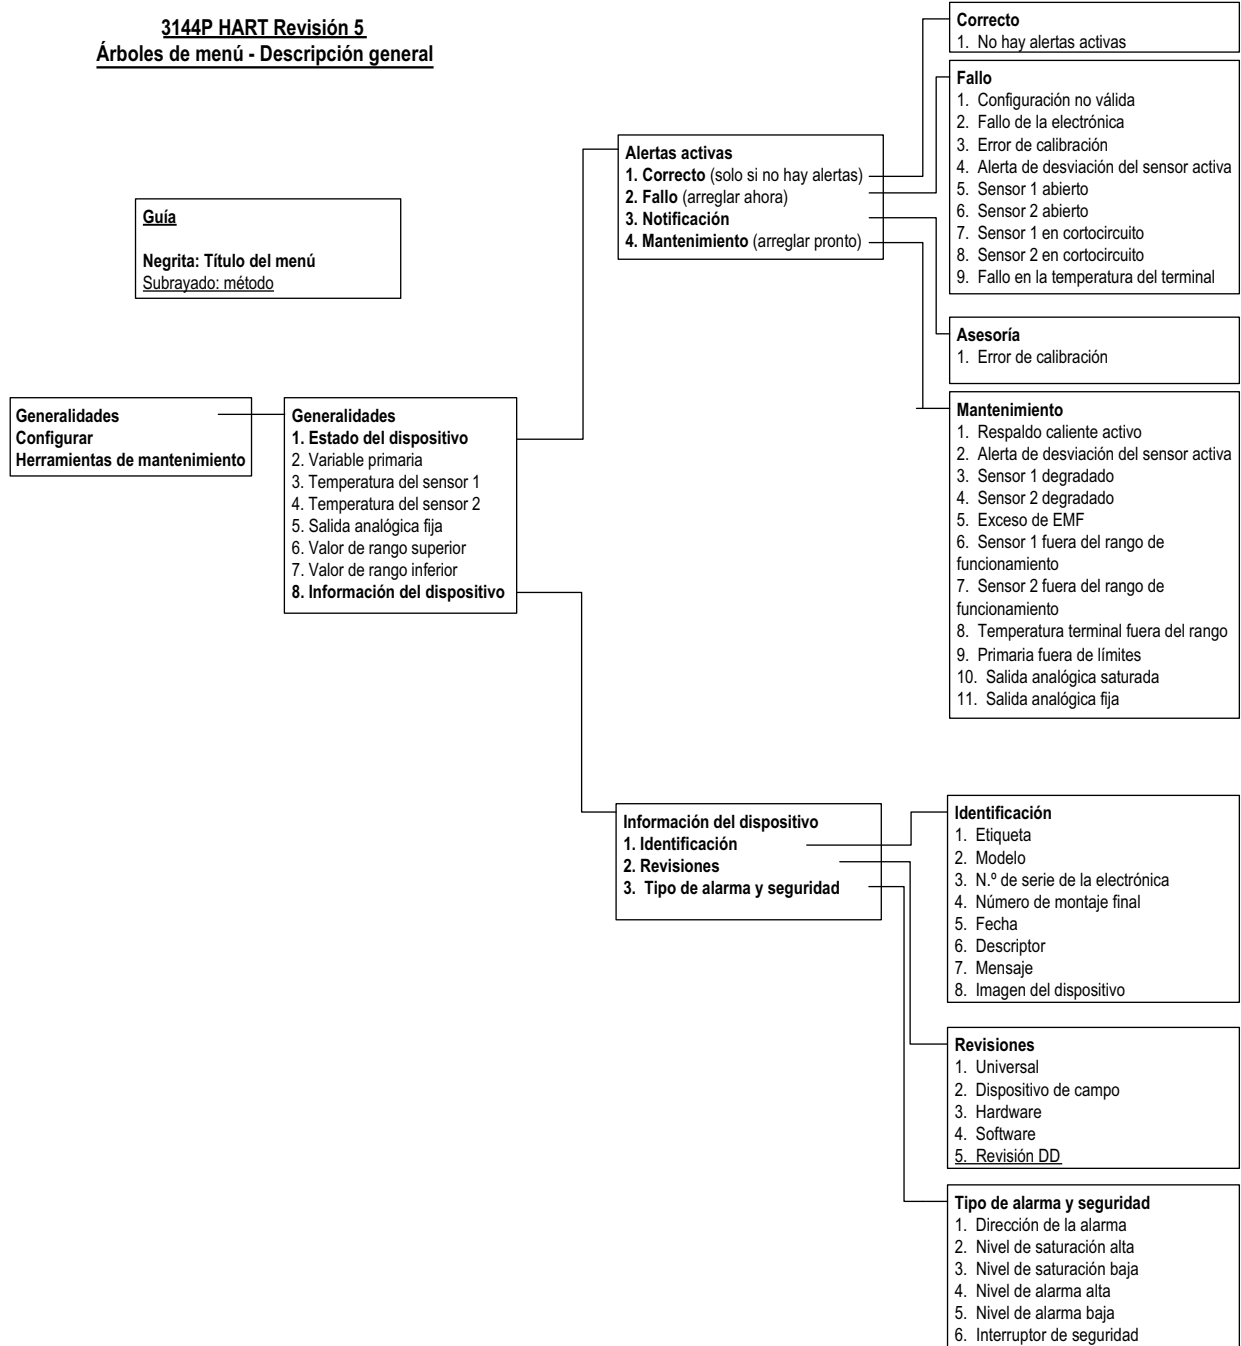 3144P HART Revisión 5
Árboles de menú - Descripción general
Guía
Negrita: Título del menú
Subrayado: método
Generalidades
Configurar
Herramientas de mantenimiento
Generalidades
1. Estado del dispositivo
2. Variable primaria
3. Temperatura del sensor 1
4. Temperatura del sensor 2
5. Salida analógica fija
6. Valor de rango superior
7. Valor de rango inferior
8. Información del dispositivo
Alertas activas
1. Correcto (solo si no hay alertas)
2. Fallo (arreglar ahora)
3. Notificación
4. Mantenimiento (arreglar pronto)
Correcto
1. No hay alertas activas
Fallo
1. Configuración no válida
2. Fallo de la electrónica
3. Error de calibración
4. Alerta de desviación del sensor activa
5. Sensor 1 abierto
6. Sensor 2 abierto
7. Sensor 1 en cortocircuito
8. Sensor 2 en cortocircuito
9. Fallo en la temperatura del terminal
Asesoría
1. Error de calibración
Mantenimiento
1. Respaldo caliente activo
2. Alerta de desviación del sensor activa
3. Sensor 1 degradado
4. Sensor 2 degradado
5. Exceso de EMF
6. Sensor 1 fuera del rango de
funcionamiento
7. Sensor 2 fuera del rango de
funcionamiento
8. Temperatura terminal fuera del rango
9. Primaria fuera de límites
10. Salida analógica saturada
11. Salida analógica fija
Información del dispositivo
1. Identificación
2. Revisiones
3. Tipo de alarma y seguridad
Identificación
1. Etiqueta
2. Modelo
3. N.º de serie de la electrónica
4. Número de montaje final
5. Fecha
6. Descriptor
7. Mensaje
8. Imagen del dispositivo
Revisiones
1. Universal
2. Dispositivo de campo
3. Hardware
4. Software
5. Revisión DD
Tipo de alarma y seguridad
1. Dirección de la alarma
2. Nivel de saturación alta
3. Nivel de saturación baja
4. Nivel de alarma alta
5. Nivel de alarma baja
6. Interruptor de seguridad